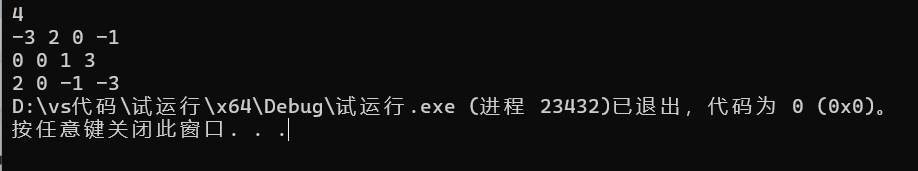 4
-3 2 0 -1
0 0 1 3
2 0 -1 -3
D:\vs代码\试运行\x64\Debug\试运行.exe (进程 23432)已退出，代码为 0 (0x0)。
按任意键关闭此窗口. . .